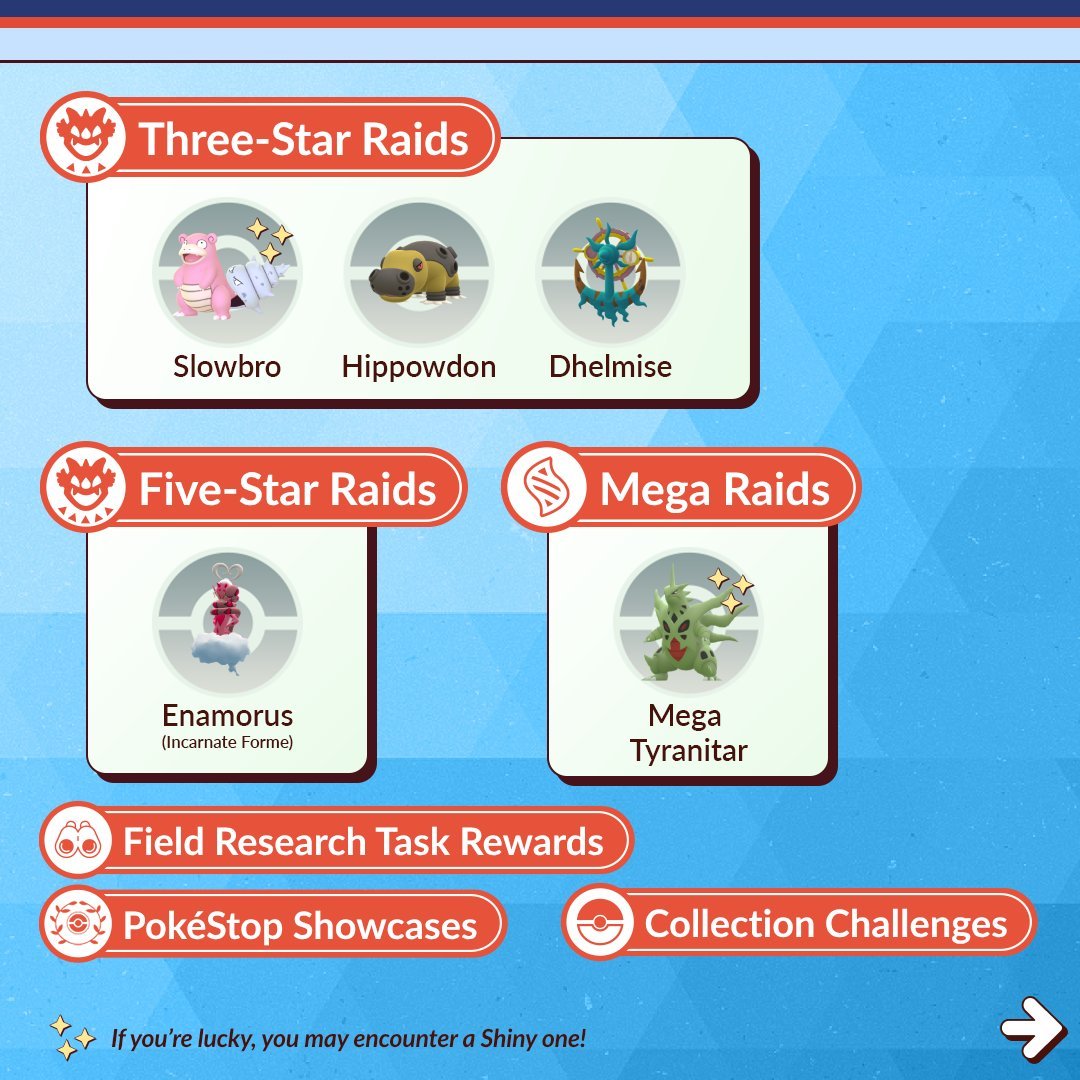 Three-Star Raids
Slowbro
Hippowdon
Dhelmise
Five-Star Raids
Mega Raids
Enamorus
(Incarnate Forme)
Mega
Tyranitar
Field Research Task Rewards
PokéStop Showcases
Collection Challenges
If you're lucky, you may encounter a Shiny one!